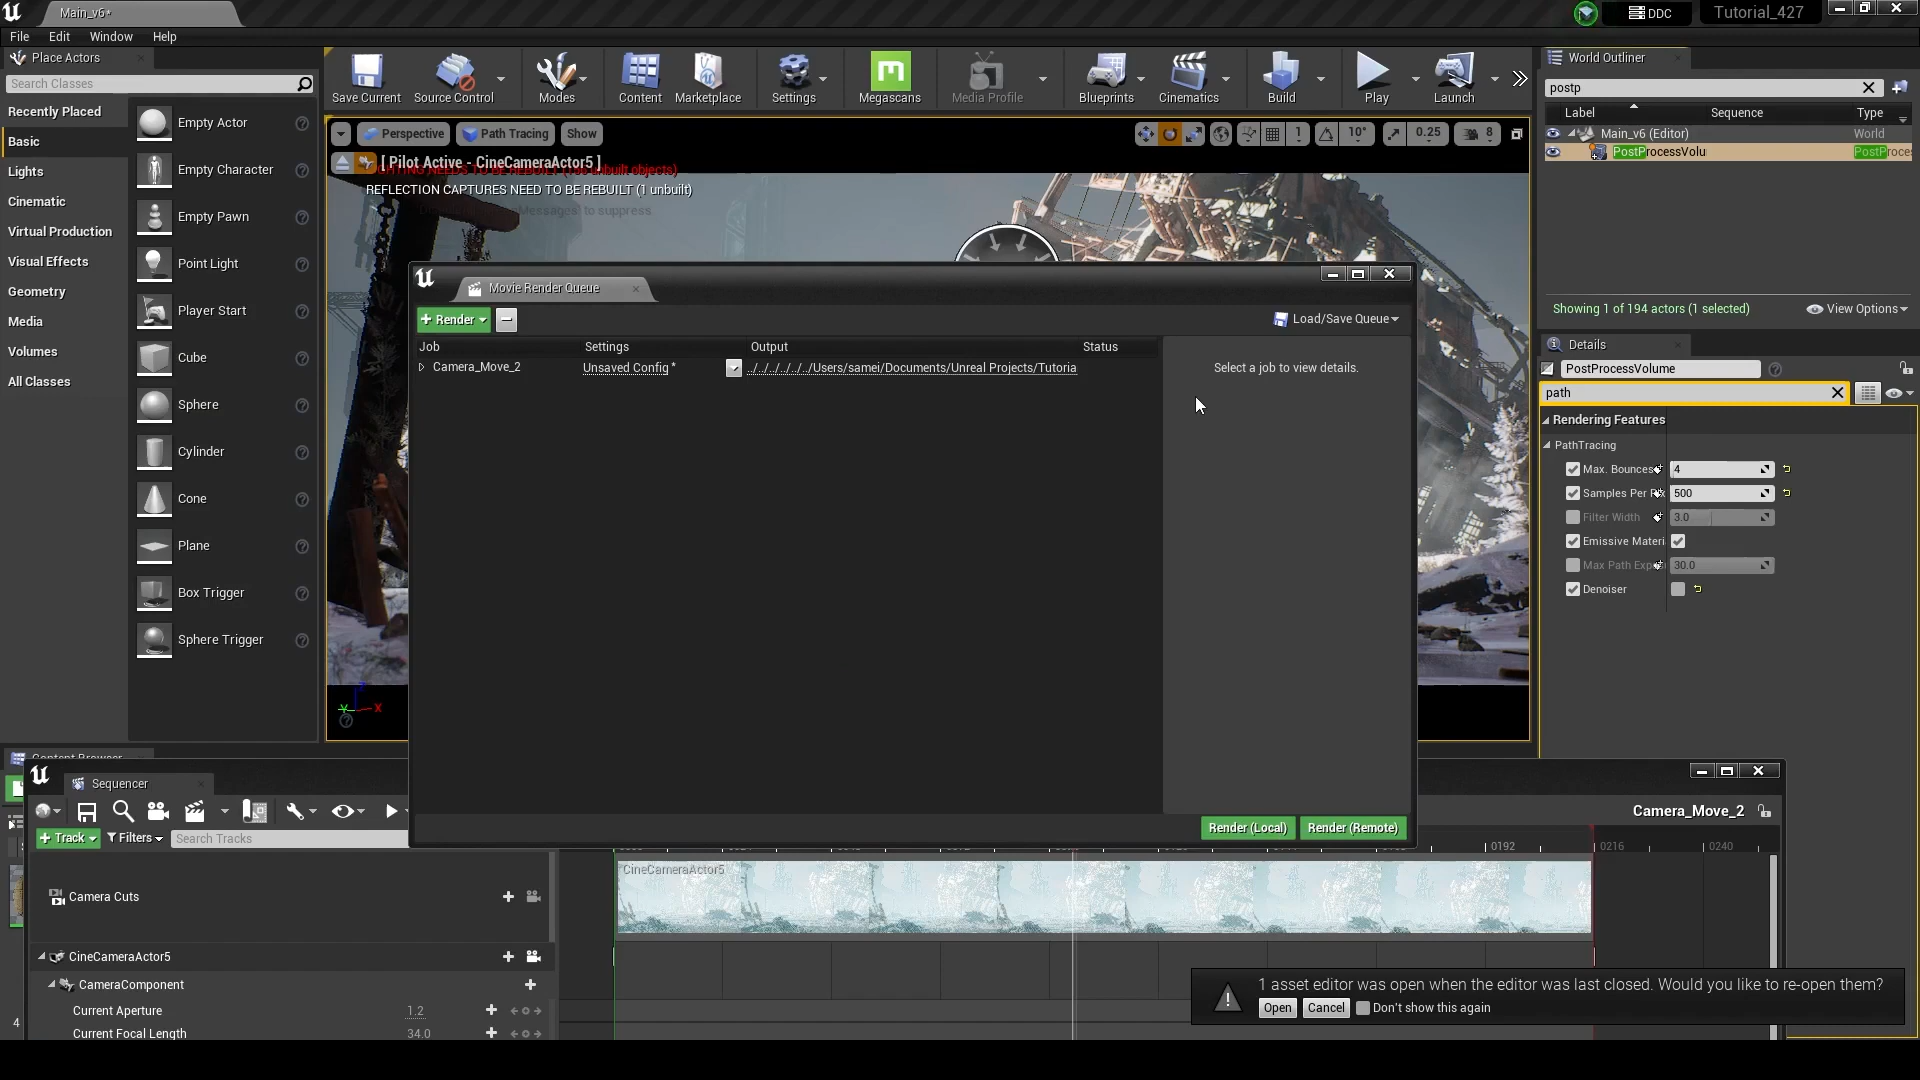 Main_v6*
DDC
Tutorial_427
File Edit Window Help
Place Actors
Search Classes
Recently Placed
Basic
Lights
Cinematic
Virtual Production
Visual Effects
Geometry
Media
Volumes
All Classes
Empty Actor
Empty Character
Empty Pawn
Point Light
Player Start
Cube
Sphere
Cylinder
Cone
Plane
Box Trigger
Sphere Trigger
Save Current
Source Control
Modes
Content
Marketplace
Settings
Megascans
Media Profile
Blueprints
Cinematics
Build
Play
Launch
Perspective
Path Tracing
Show
1
10°
0.25
8
[ Pilot Active - CineCameraActor5 ]
REFLECTION CAPTURES NEED TO BE REBUILT (1 unbuilt)
Movie Render Queue
Render
Load/Save Queue
Job Settings Output Status
Camera_Move_2 Unsaved Config * ../../../../../../Users/samei/Documents/Unreal Projects/Tutoria
Select a job to view details.
Render (Local)
Render (Remote)
World Outliner
postp
Label Sequence Type
Main_v6 (Editor) World
PostProcessVolu PostProces
Showing 1 of 194 actors (1 selected)
View Options
Details
PostProcessVolume
path
Rendering Features
PathTracing
Max. Bounces 4
Samples Per 500
Filter Width 3.0
Emissive Materi
Max Path Exp 30.0
Denoiser
Y X
Sequencer
Track
Filters
Search Tracks
Camera_Move_2
0192 0216 0240
Camera Cuts
CineCameraActor5
CineCameraActor5
CameraComponent
Current Aperture 1.2
Current Focal Length 34.0
4
1 asset editor was open when the editor was last closed. Would you like to re-open them?
Open
Cancel
Don't show this again